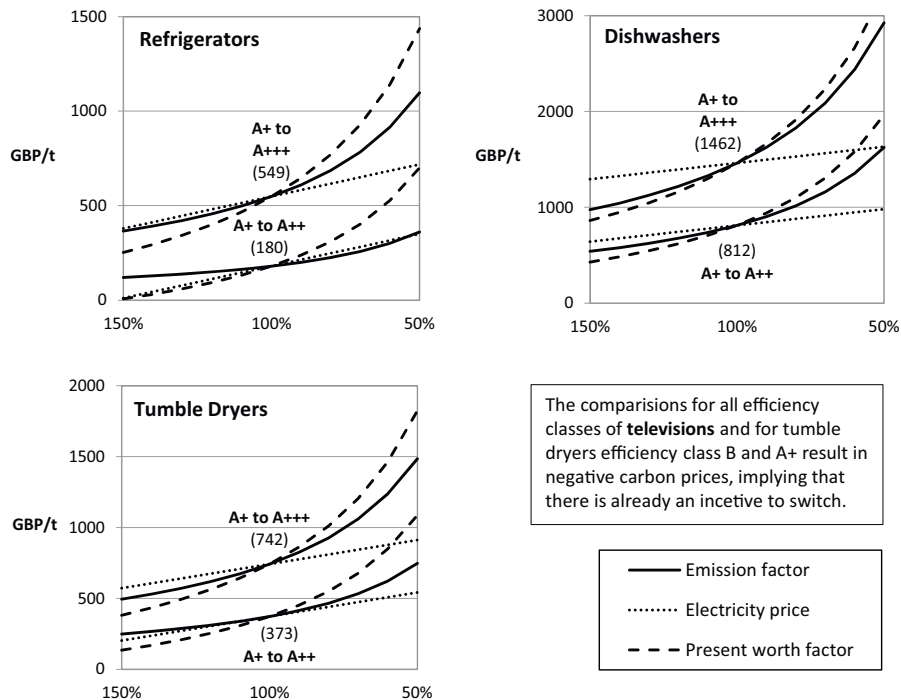 1500
Refrigerators
1000
A+ to
A+++
(549)
GBP/t
500
A+ to A++
(180)
0
150%
100%
50%
3000
Dishwashers
2000
A+ to
A+++
(1462)
GBP/t
1000
(812)
A+ to A++
0
150%
100%
50%
2000
Tumble Dryers
1500
GBP/t
1000
A+ to A+++
(742)
500
(373)
A+ to A++
0
150%
100%
50%
The comparisions for all efficiency
classes of televisions and for tumble
dryers efficiency class B and A+ result in
negative carbon prices, implying that
there is already an incetive to switch.
Emission factor
Electricity price
Present worth factor